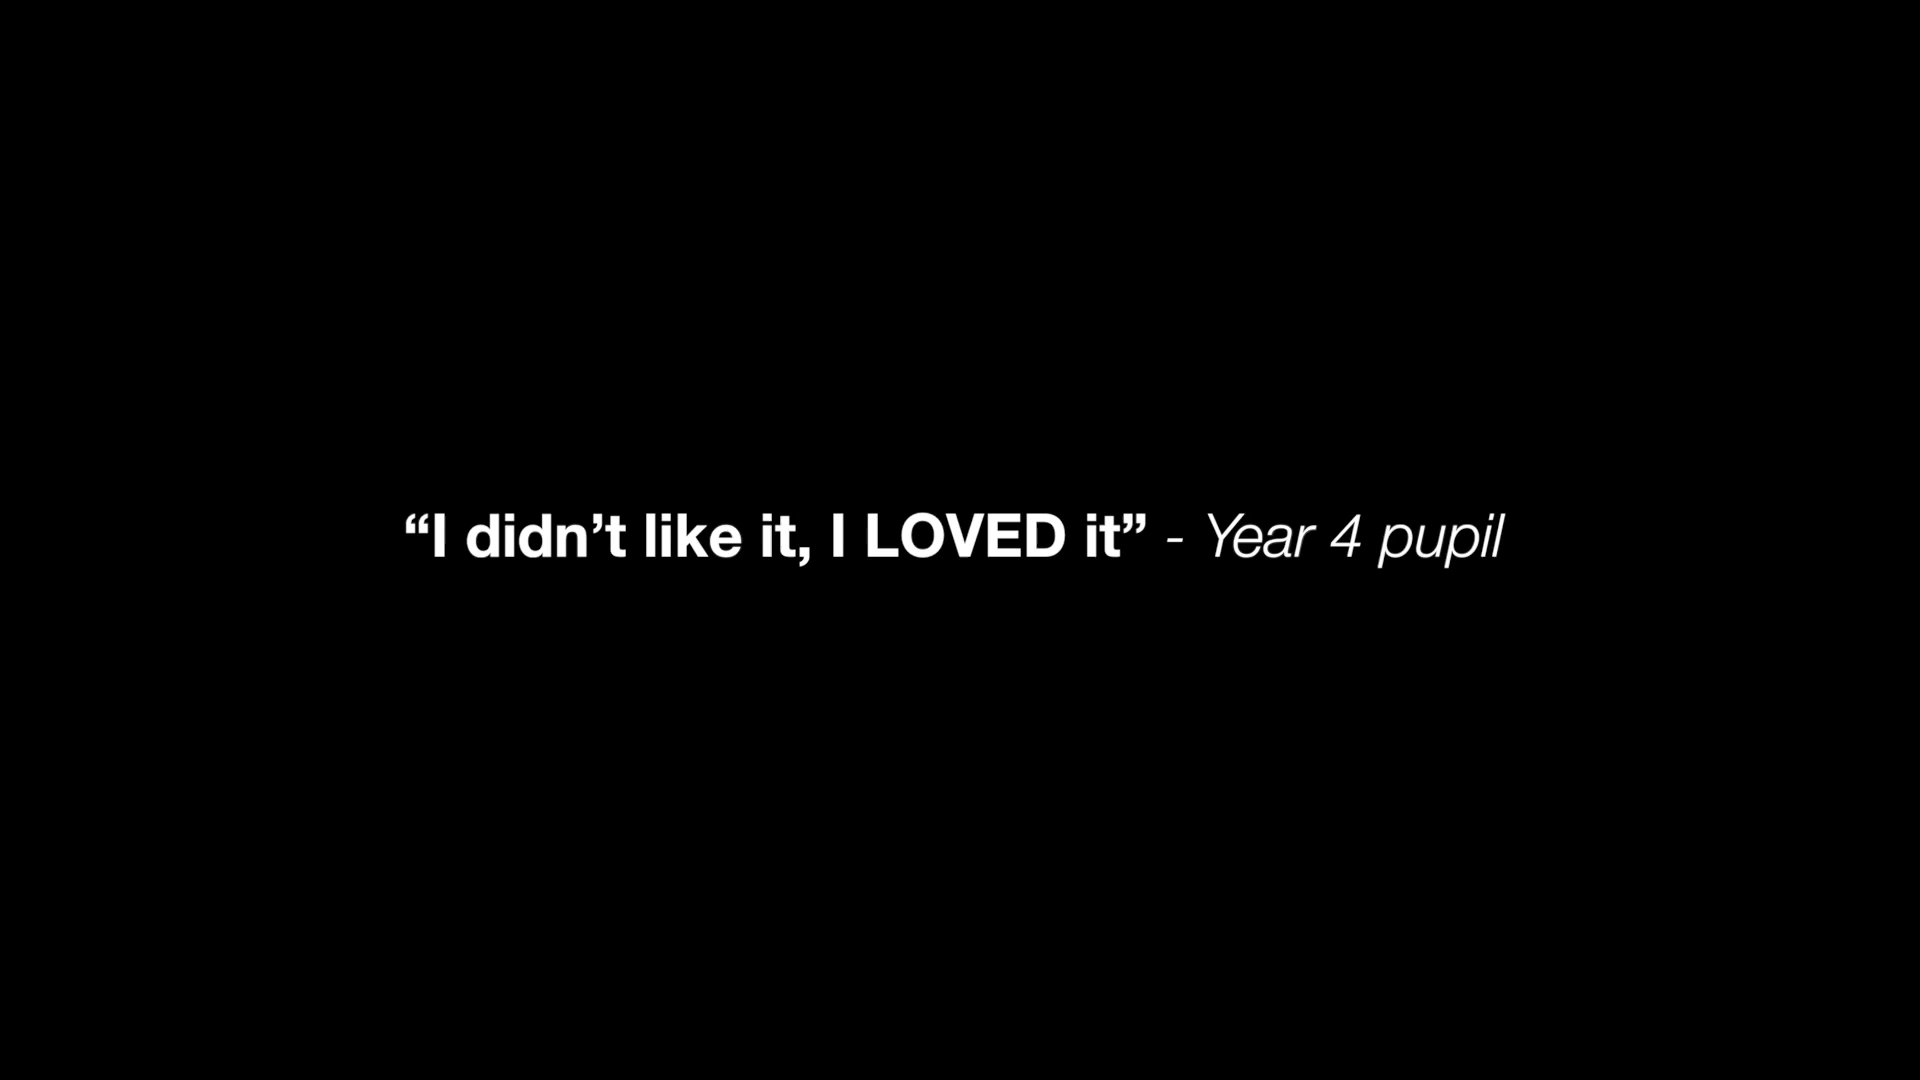 “I didn’t like it, I LOVED it” - Year 4 pupil